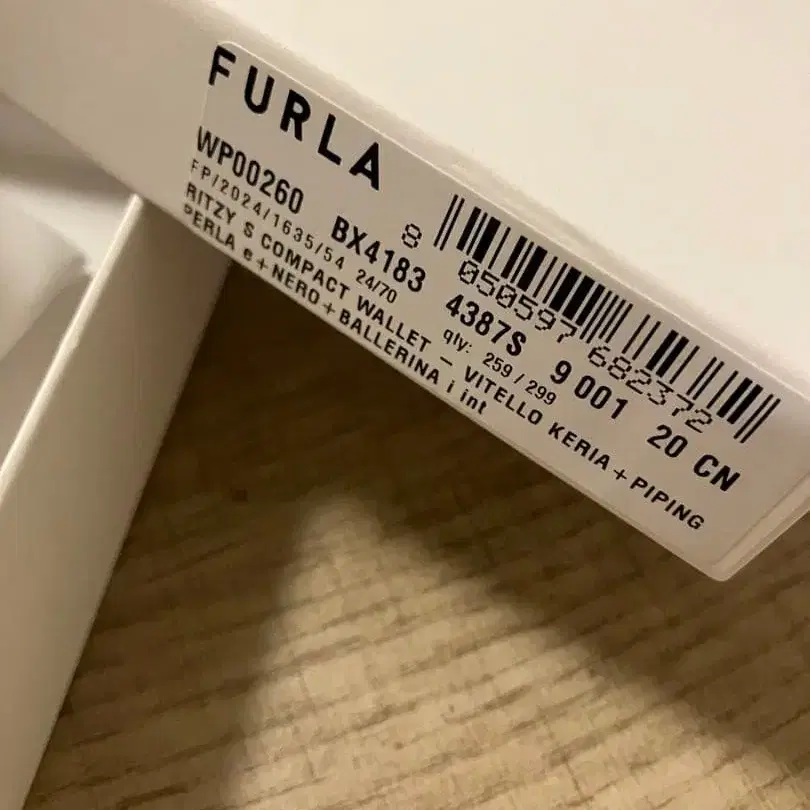 FURLA
8 050597 682372
WP00260 BX4183 4387S 9 001 20 CN
FP/2024/1635/54 24/70 qty: 259 / 299
RITZY S COMPACT WALLET - VITELLO KERIA + PIPING
PERLA e+NERO+BALLERINA i int